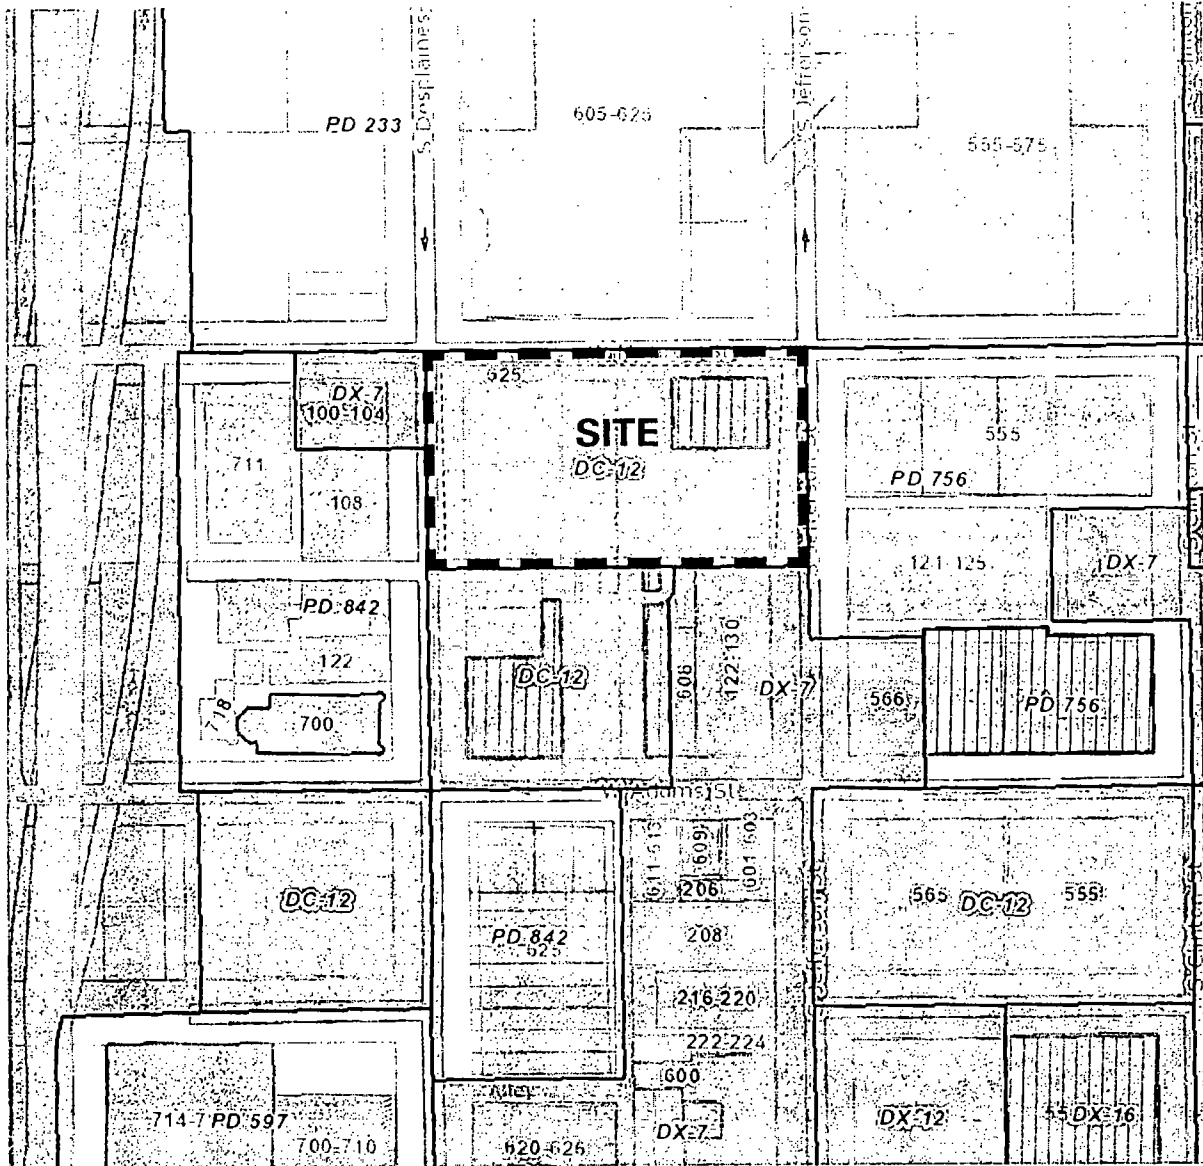 S. Desplaines
S. Jefferson
605-625
PD 233
555-575
625
DX-7
100-104
SITE
DC-12
711
108
555
PD 756
121-125
DX-7
PD 842
122
718
700
DC-12
606
122-130
DX-7
566
PD 756
W Adams St
DC-12
PD 842
625
611-613
609
601-603
206
208
216-220
222-224
600
565
DC-12
555
Alley
714-7
PD 597
700-710
620-626
DX-7
DX-12
DX-16